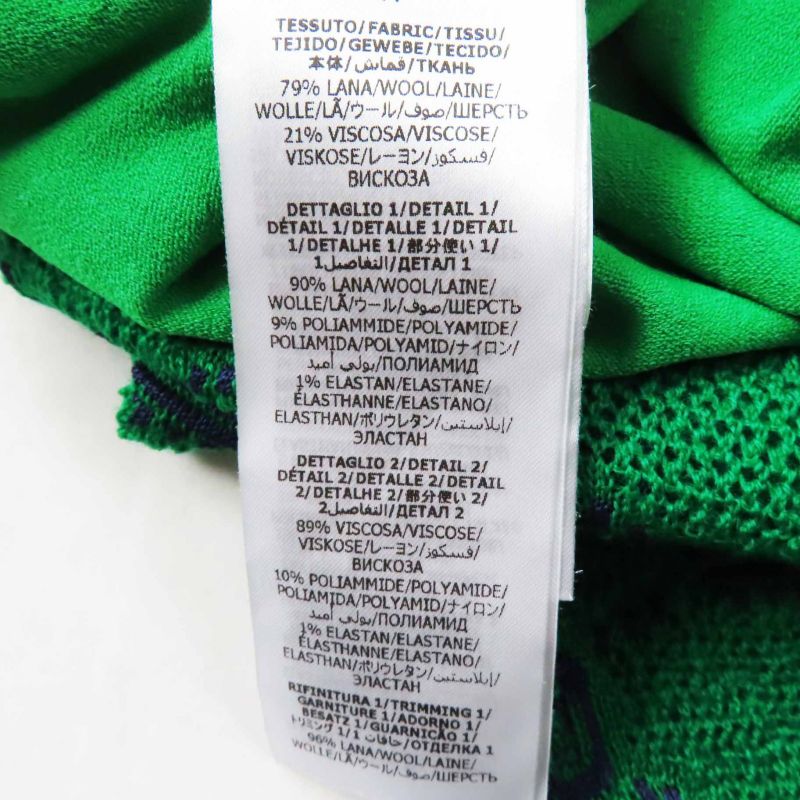 TESSUTO/FABRIC/TISSU/
TEJIDO/GEWEBE/TECIDO/
本体/قماش/ТКАНЬ
79% LANA/WOOL/LAINE/
WOLLE/LÃ/ウール/صوف/ШЕРСТЬ
21% VISCOSA/VISCOSE/
VISKOSE/レーヨン/فسكوز/
ВИСКОЗА
DETTAGLIO 1/DETAIL 1/
DÉTAIL 1/DETALLE 1/DETAIL
1/DETALHE 1/部分使い 1/
التفاصيل1/ДЕТАЛ 1
90% LANA/WOOL/LAINE/
WOLLE/LÃ/ウール/صوف/ШЕРСТЬ
9% POLIAMMIDE/POLYAMIDE/
POLIAMIDA/POLYAMID/ナイロン/
بولي أميد/ПОЛИАМИД
1% ELASTAN/ELASTANE/
ÉLASTHANNE/ELASTANO/
ELASTHAN/ポリウレタン/إيلاستين/
ЭЛАСТАН
DETTAGLIO 2/DETAIL 2/
DÉTAIL 2/DETALLE 2/DETAIL
2/DETALHE 2/部分使い 2/
التفاصيل2/ДЕТАЛ 2
89% VISCOSA/VISCOSE/
VISKOSE/レーヨン/فسكوز/
ВИСКОЗА
10% POLIAMMIDE/POLYAMIDE/
POLIAMIDA/POLYAMID/ナイロン/
بولي أميد/ПОЛИАМИД
1% ELASTAN/ELASTANE/
ÉLASTHANNE/ELASTANO/
ELASTHAN/ポリウレタン/إيلاستين/
ЭЛАСТАН
RIFINITURA 1/TRIMMING 1/
GARNITURE 1/ADORNO 1/
BESATZ 1/GUARNICÃO 1/
トリミング 1/حافات 1/ОТДЕЛКА 1
96% LANA/WOOL/LAINE/
WOLLE/LÃ/ウール/صوف/ШЕРСТЬ